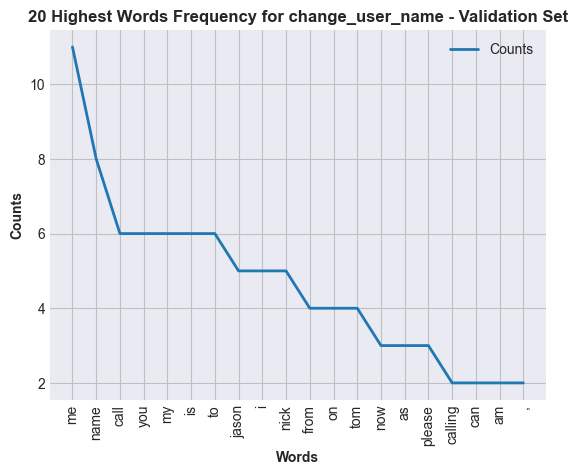 20 Highest Words Frequency for change_user_name - Validation Set
Counts
10
8
6
4
2
Counts
me
name
call
you
my
is
to
jason
i
nick
from
on
tom
now
as
please
calling
can
am
,
Words